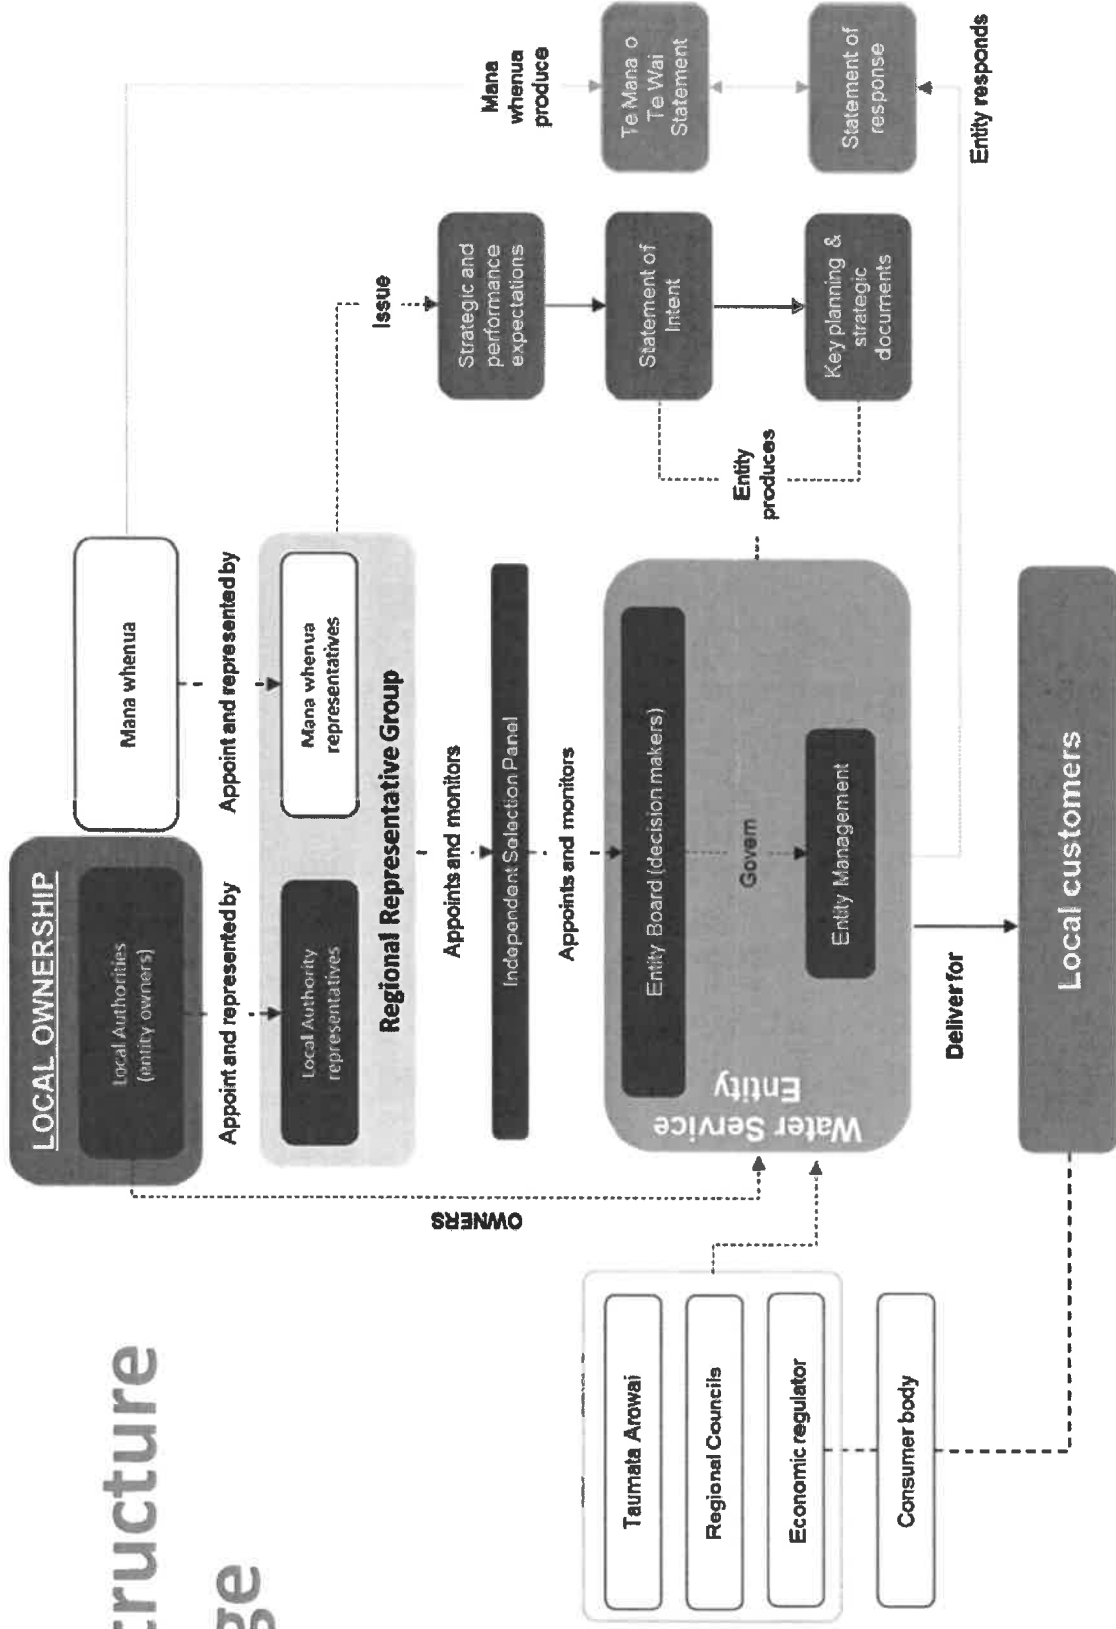 tructure
ge
LOCAL OWNERSHIP
Local Authorities
(entity owners)
Mana whenua
Appoint and represented by
Appoint and represented by
Local Authority
representatives
Mana whenua
representatives
Regional Representative Group
Appoints and monitors
Independent Selection Panel
Appoints and monitors
OWNERS
Water Service
Entity
Entity Board (decision makers)
Govern
Entity Management
Deliver for
Local customers
Taumata Arowai
Regional Councils
Economic regulator
Consumer body
Issue
Strategic and
performance
expectations
Statement of
Intent
Key planning &
strategic
documents
Entity
produces
Mana
whenua
produce
Te Mana o
Te Wai
Statement
Statement of
response
Entity responds